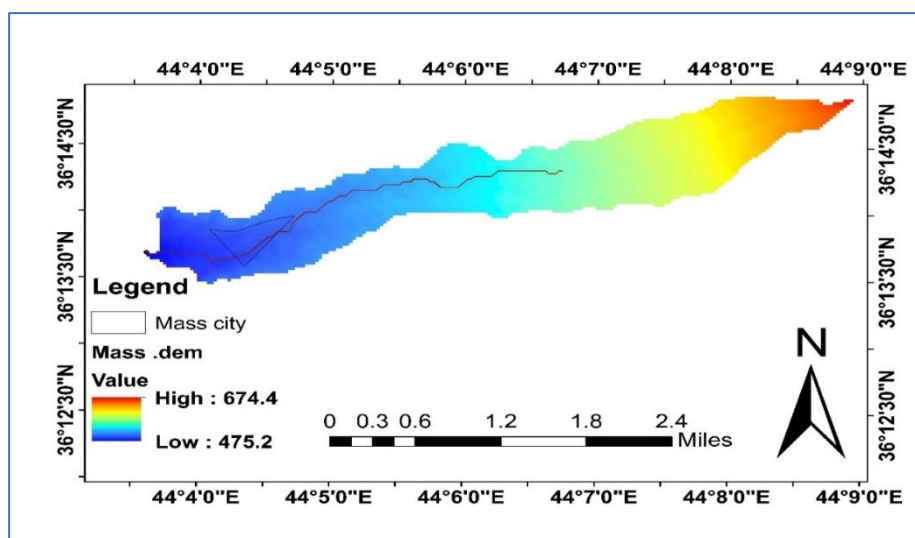 44°4'0"E 44°5'0"E 44°6'0"E 44°7'0"E 44°8'0"E 44°9'0"E
36°14'30"N 36°14'30"N
36°13'30"N 36°13'30"N
36°12'30"N 36°12'30"N
Legend
Mass city
Mass .dem
Value
High : 674.4
Low : 475.2
0 0.3 0.6 1.2 1.8 2.4
Miles
N
44°4'0"E 44°5'0"E 44°6'0"E 44°7'0"E 44°8'0"E 44°9'0"E